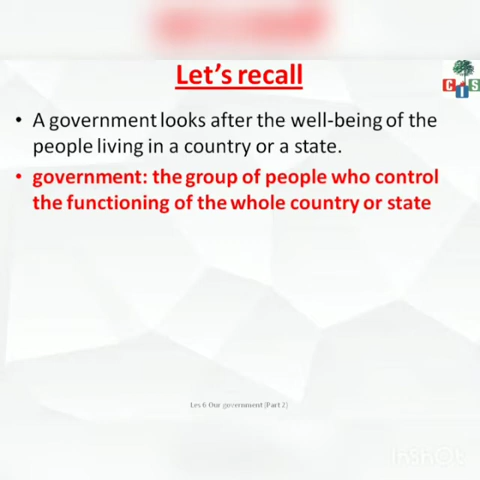 Let's recall
CIS
• A government looks after the well-being of the
people living in a country or a state.
• government: the group of people who control
the functioning of the whole country or state
Les 6 Our government (Part 2)
InShOt